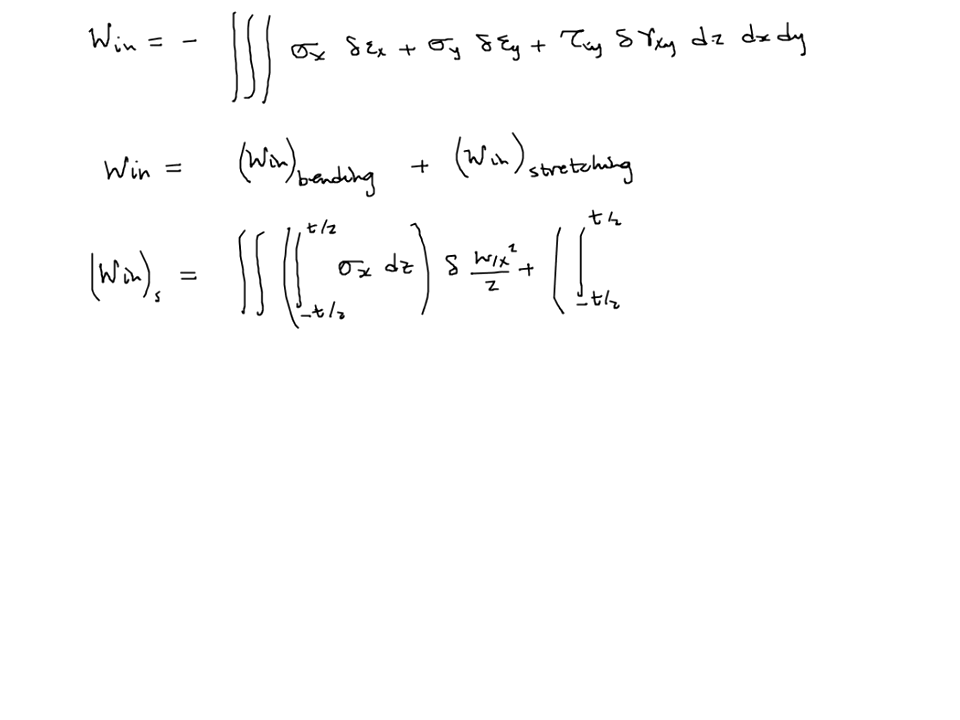 Win = - ∭ σx δεx + σy δεy + τxy δγxy dz dx dy
Win = (Win)bending + (Win)stretching
(Win)s = ∬ (∫_{-t/2}^{t/2} σx dz) δ w/x²/2 + (∫_{-t/2}^{t/2}